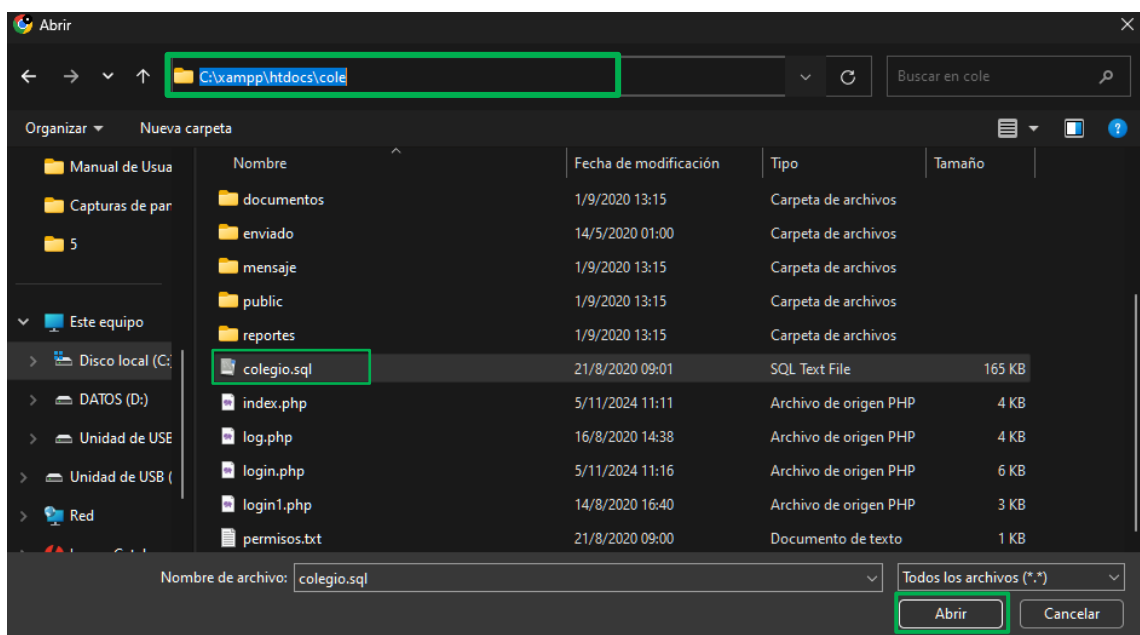 Abrir
C:\xampp\htdocs\cole
Buscar en cole
Organizar
Nueva carpeta
Nombre Fecha de modificación Tipo Tamaño
Manual de Usua
Capturas de pan
5
Este equipo
Disco local (C:
DATOS (D:)
Unidad de USE
Unidad de USB (
Red
documentos 1/9/2020 13:15 Carpeta de archivos
enviado 14/5/2020 01:00 Carpeta de archivos
mensaje 1/9/2020 13:15 Carpeta de archivos
public 1/9/2020 13:15 Carpeta de archivos
reportes 1/9/2020 13:15 Carpeta de archivos
colegio.sql 21/8/2020 09:01 SQL Text File 165 KB
index.php 5/11/2024 11:11 Archivo de origen PHP 4 KB
log.php 16/8/2020 14:38 Archivo de origen PHP 4 KB
login.php 5/11/2024 11:16 Archivo de origen PHP 6 KB
login1.php 14/8/2020 16:40 Archivo de origen PHP 3 KB
permisos.txt 21/8/2020 09:00 Documento de texto 1 KB
Nombre de archivo: colegio.sql Todos los archivos (*.*)
Abrir Cancelar